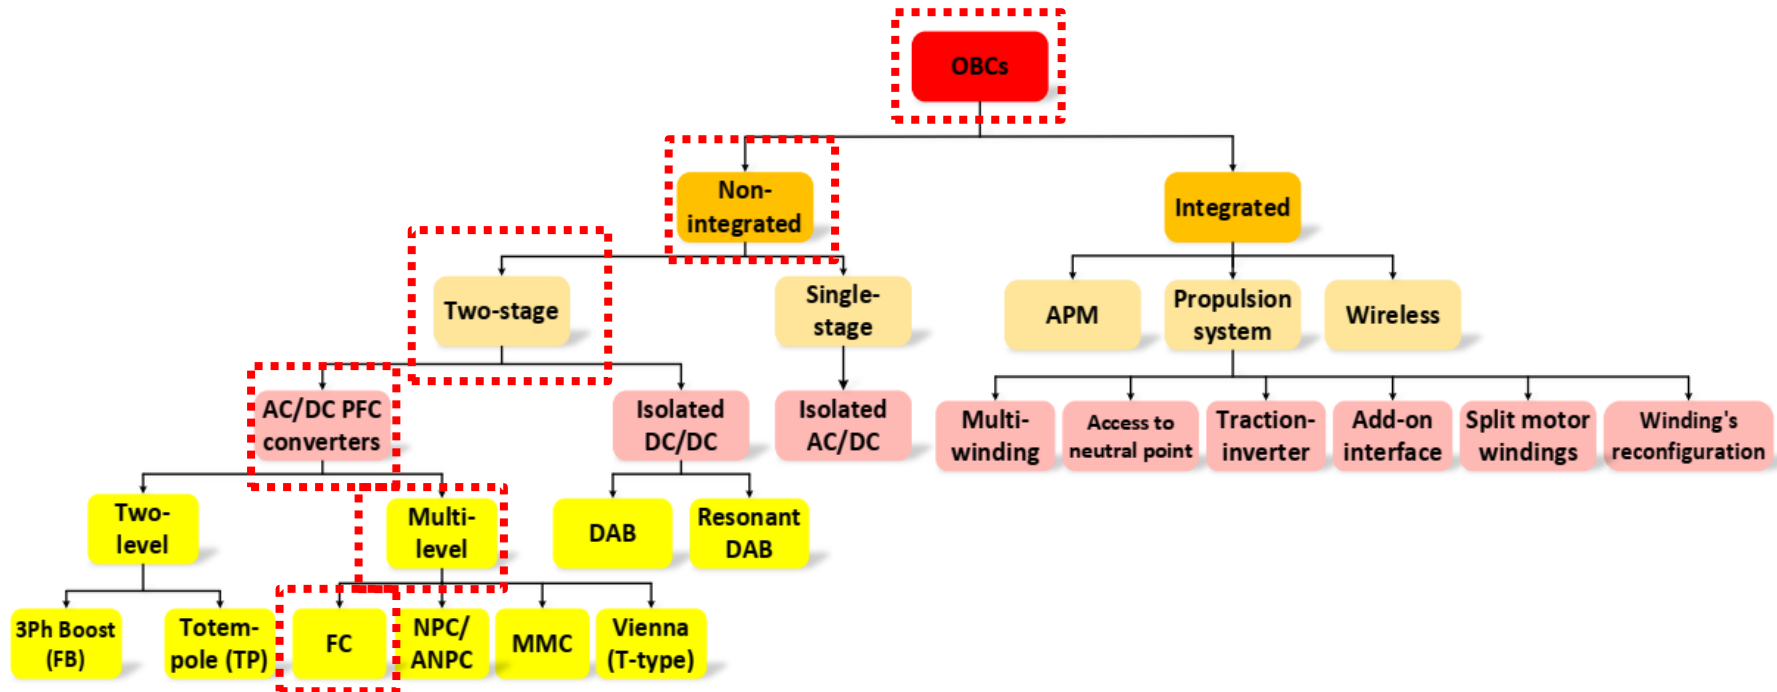 OBCs
Non-
integrated
Integrated
Two-stage
Single-
stage
APM
Propulsion
system
Wireless
AC/DC PFC
converters
Isolated
DC/DC
Isolated
AC/DC
Multi-
winding
Access to
neutral point
Traction-
inverter
Add-on
interface
Split motor
windings
Winding's
reconfiguration
Two-
level
Multi-
level
DAB
Resonant
DAB
3Ph Boost
(FB)
Totem-
pole (TP)
FC
NPC/
ANPC
MMC
Vienna
(T-type)